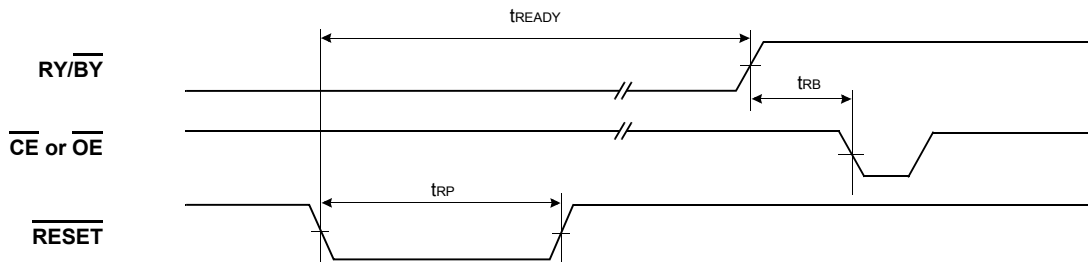 tREADY
RY/BY
tRB
CE or OE
tRP
RESET